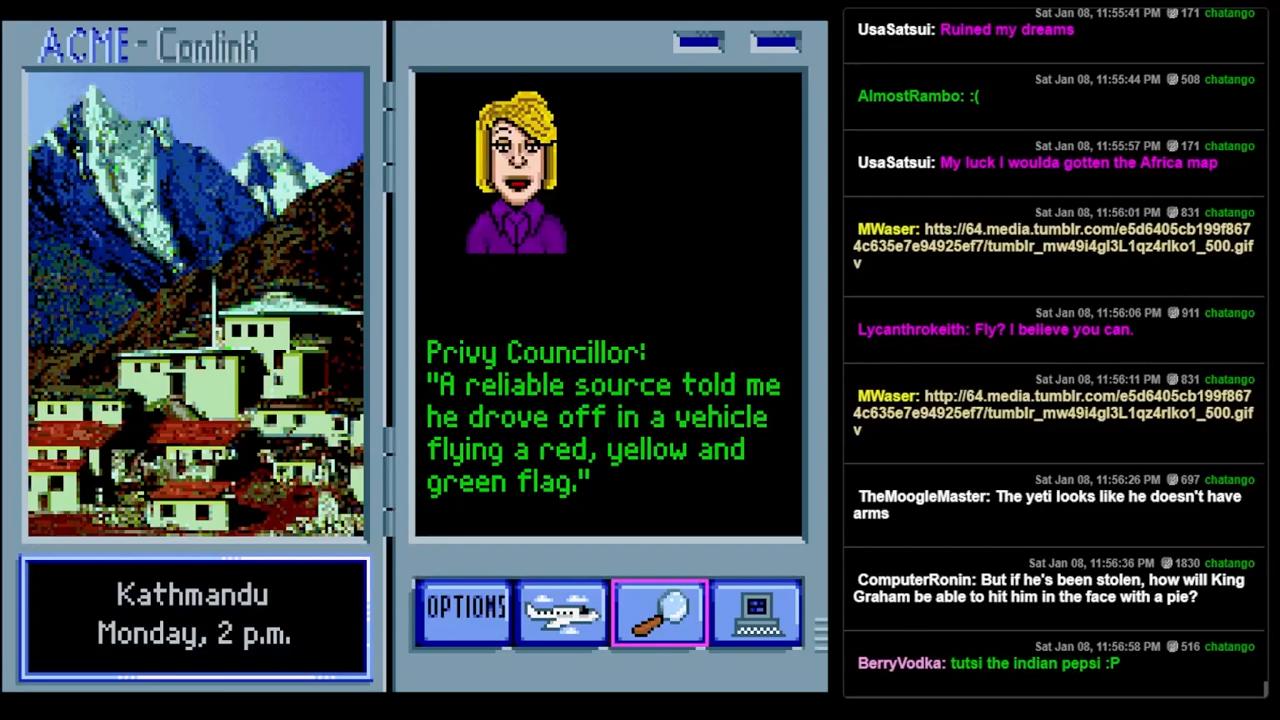 ACME - Comlink
Privy Councillor:
"A reliable source told me
he drove off in a vehicle
flying a red, yellow and
green flag."
Kathmandu
Monday, 2 p.m.
OPTIONS
Sat Jan 08, 11:55:41 PM 171 chatango
UsaSatsui: Ruined my dreams
Sat Jan 08, 11:55:44 PM 508 chatango
AlmostRambo: :(
Sat Jan 08, 11:55:57 PM 171 chatango
UsaSatsui: My luck I woulda gotten the Africa map
Sat Jan 08, 11:56:01 PM 831 chatango
MWaser: htts://64.media.tumblr.com/e5d6405cb199f867
4c635e7e94925ef7/tumblr_mw49i4gl3L1qz4rlko1_500.gif
v
Sat Jan 08, 11:56:06 PM 911 chatango
Lycanthrokeith: Fly? I believe you can.
Sat Jan 08, 11:56:11 PM 831 chatango
MWaser: http://64.media.tumblr.com/e5d6405cb199f867
4c635e7e94925ef7/tumblr_mw49i4gl3L1qz4rlko1_500.gif
v
Sat Jan 08, 11:56:26 PM 697 chatango
TheMoogleMaster: The yeti looks like he doesn't have
arms
Sat Jan 08, 11:56:36 PM 1830 chatango
ComputerRonin: But if he's been stolen, how will King
Graham be able to hit him in the face with a pie?
Sat Jan 08, 11:56:58 PM 516 chatango
BerryVodka: tutsi the indian pepsi :P